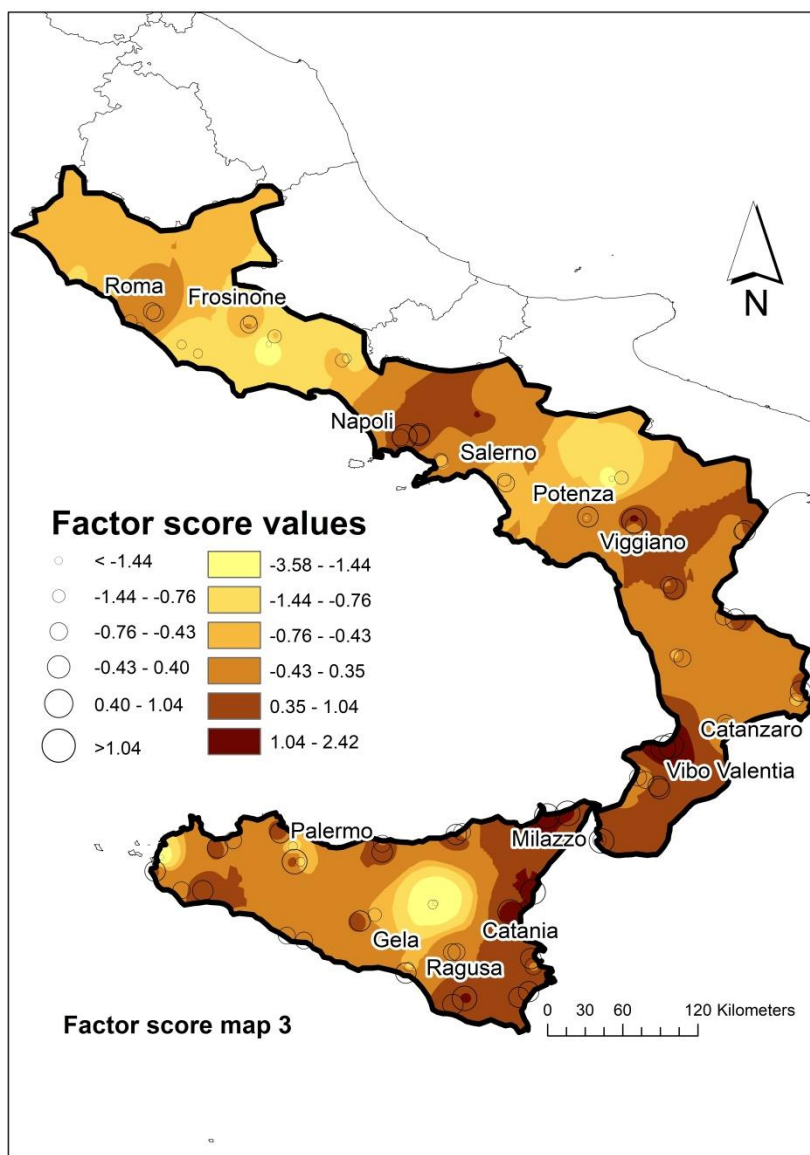 Roma
Frosinone
N
Napoli
Salerno
Potenza
Viggiano
Factor score values
< -1.44 -3.58 - -1.44
-1.44 - -0.76 -1.44 - -0.76
-0.76 - -0.43 -0.76 - -0.43
-0.43 - 0.40 -0.43 - 0.35
0.40 - 1.04 0.35 - 1.04
>1.04 1.04 - 2.42
Catanzaro
Vibo Valentia
Palermo
Milazzo
Catania
Gela
Ragusa
Factor score map 3
0 30 60 120 Kilometers